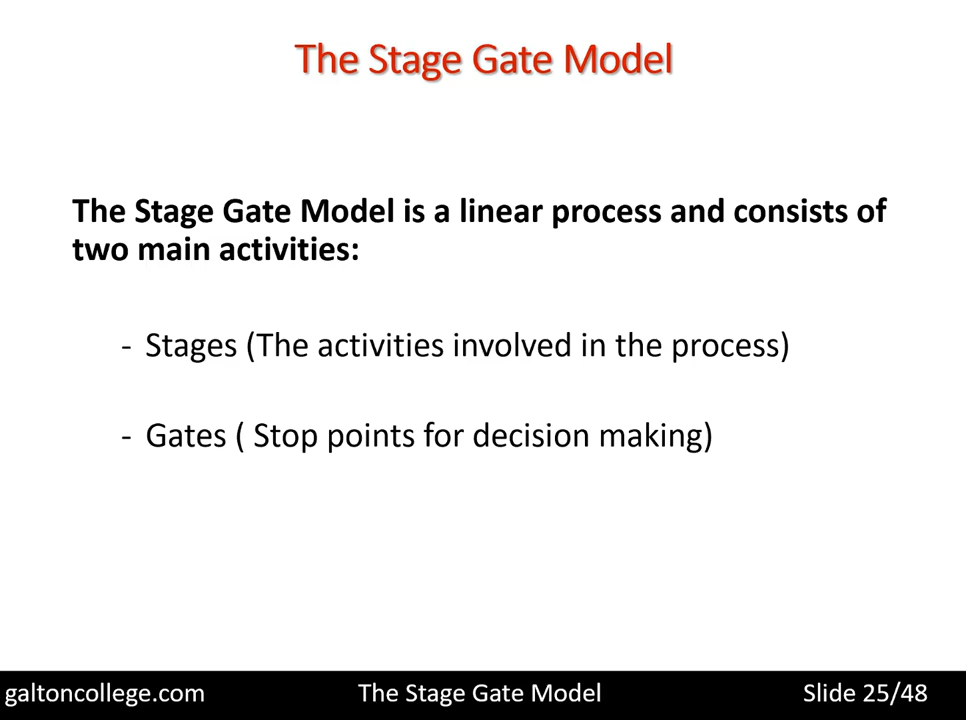 The Stage Gate Model
The Stage Gate Model is a linear process and consists of
two main activities:
- Stages (The activities involved in the process)
- Gates ( Stop points for decision making)
galtoncollege.com
The Stage Gate Model
Slide 25/48